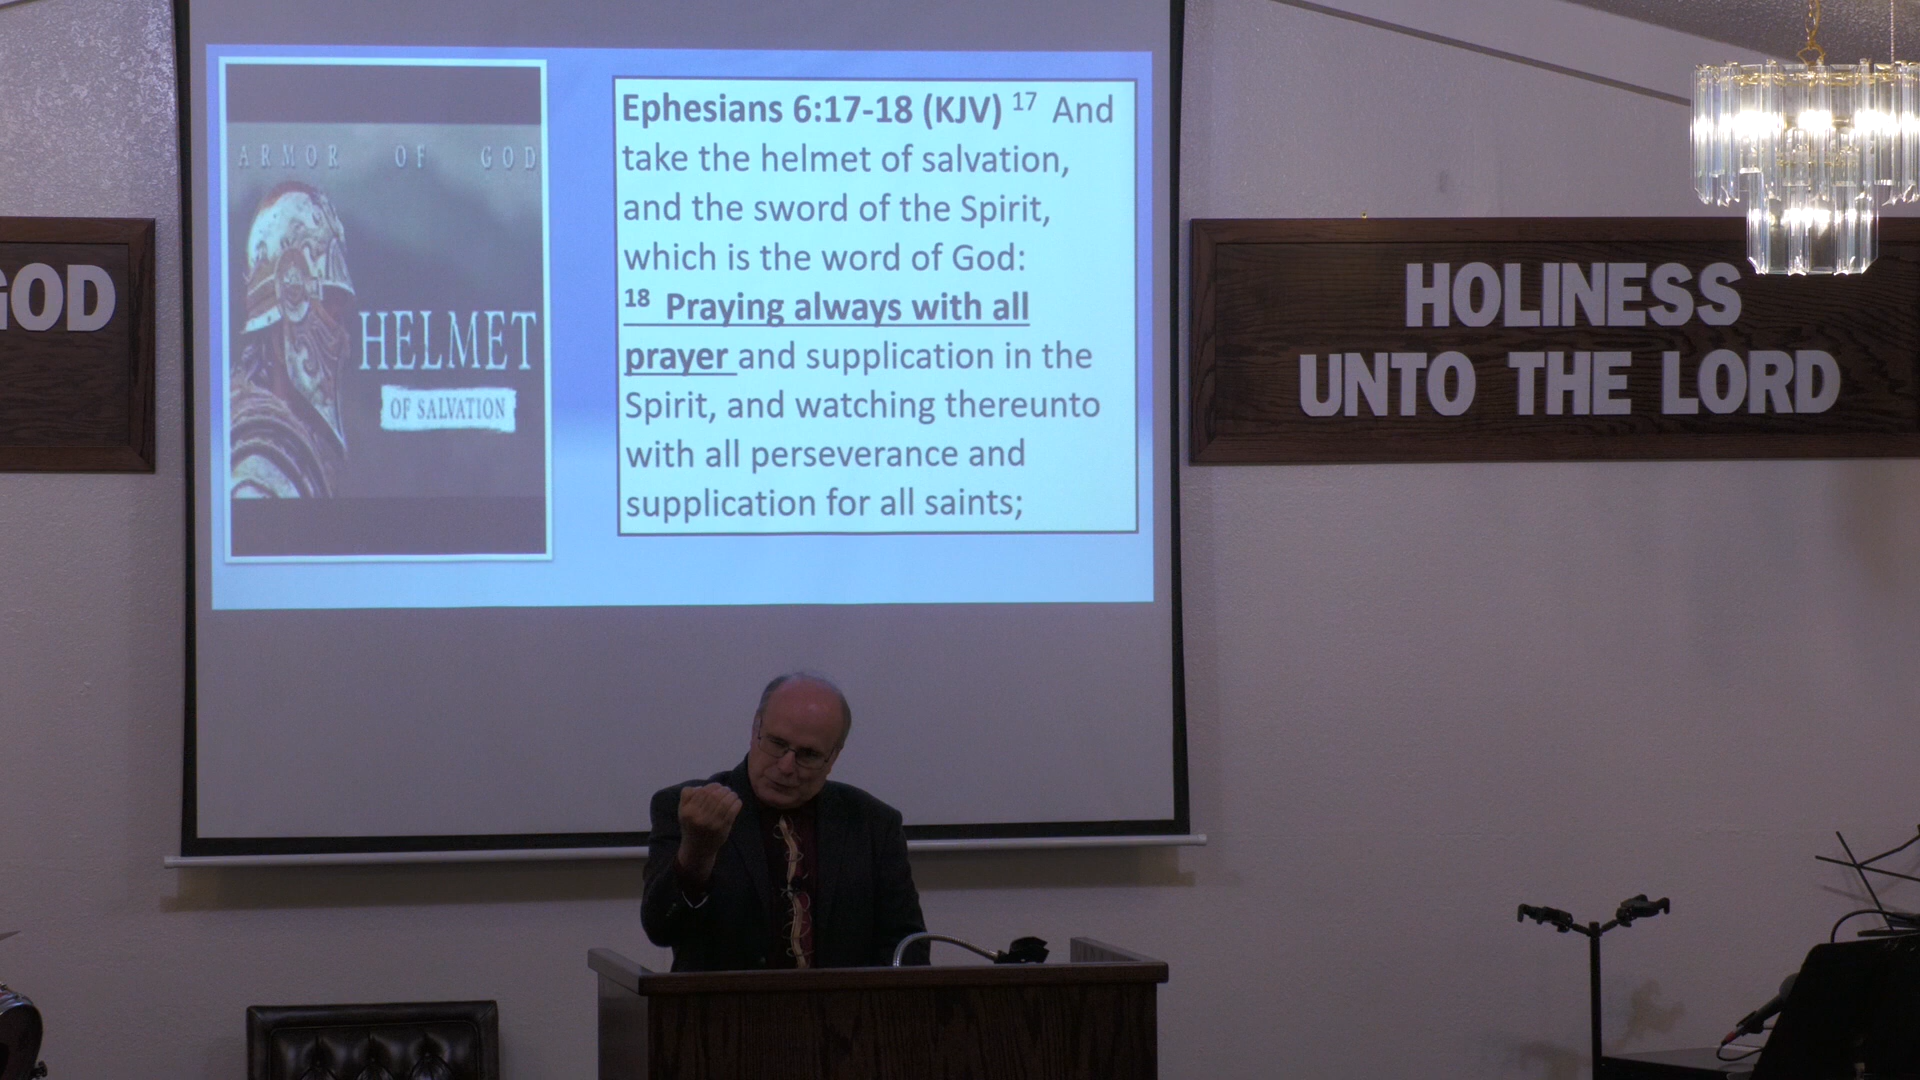 ARMOR OF GOD
HELMET
OF SALVATION
Ephesians 6:17-18 (KJV) 17 And
take the helmet of salvation,
and the sword of the Spirit,
which is the word of God:
18 Praying always with all
prayer and supplication in the
Spirit, and watching thereunto
with all perseverance and
supplication for all saints;
GOD
HOLINESS
UNTO THE LORD